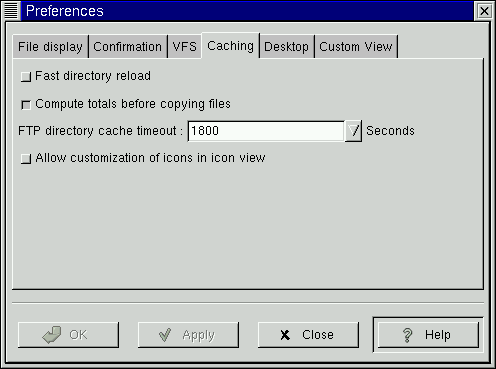 Preferences
File display Confirmation VFS Caching Desktop Custom View
Fast directory reload
Compute totals before copying files
FTP directory cache timeout : 1800 Seconds
Allow customization of icons in icon view
OK Apply Close Help